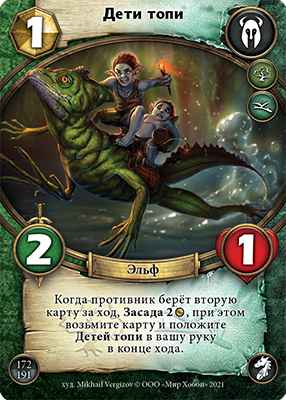 Дети топи
1
2
1
Эльф
Когда противник берёт вторую
карту за ход, Засада 2, при этом
возьмите карту и положите
Детей топи в вашу руку
в конце хода.
172
191
худ. Mikhail Vergizov © ООО «Мир Хобби» 2021